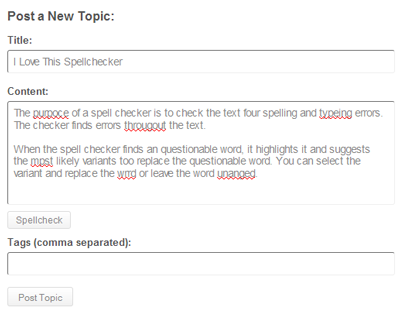 Post a New Topic:
Title:
I Love This Spellchecker
Content:
The purpoce of a spell checker is to check the text four spelling and typeing errors.
The checker finds errors througout the text.
When the spell checker finds an questionable word, it highlights it and suggests
the mpst likely variants too replace the questionable word. You can select the
variant and replace the wrrd or leave the word unanged.
Spellcheck
Tags (comma separated):
Post Topic